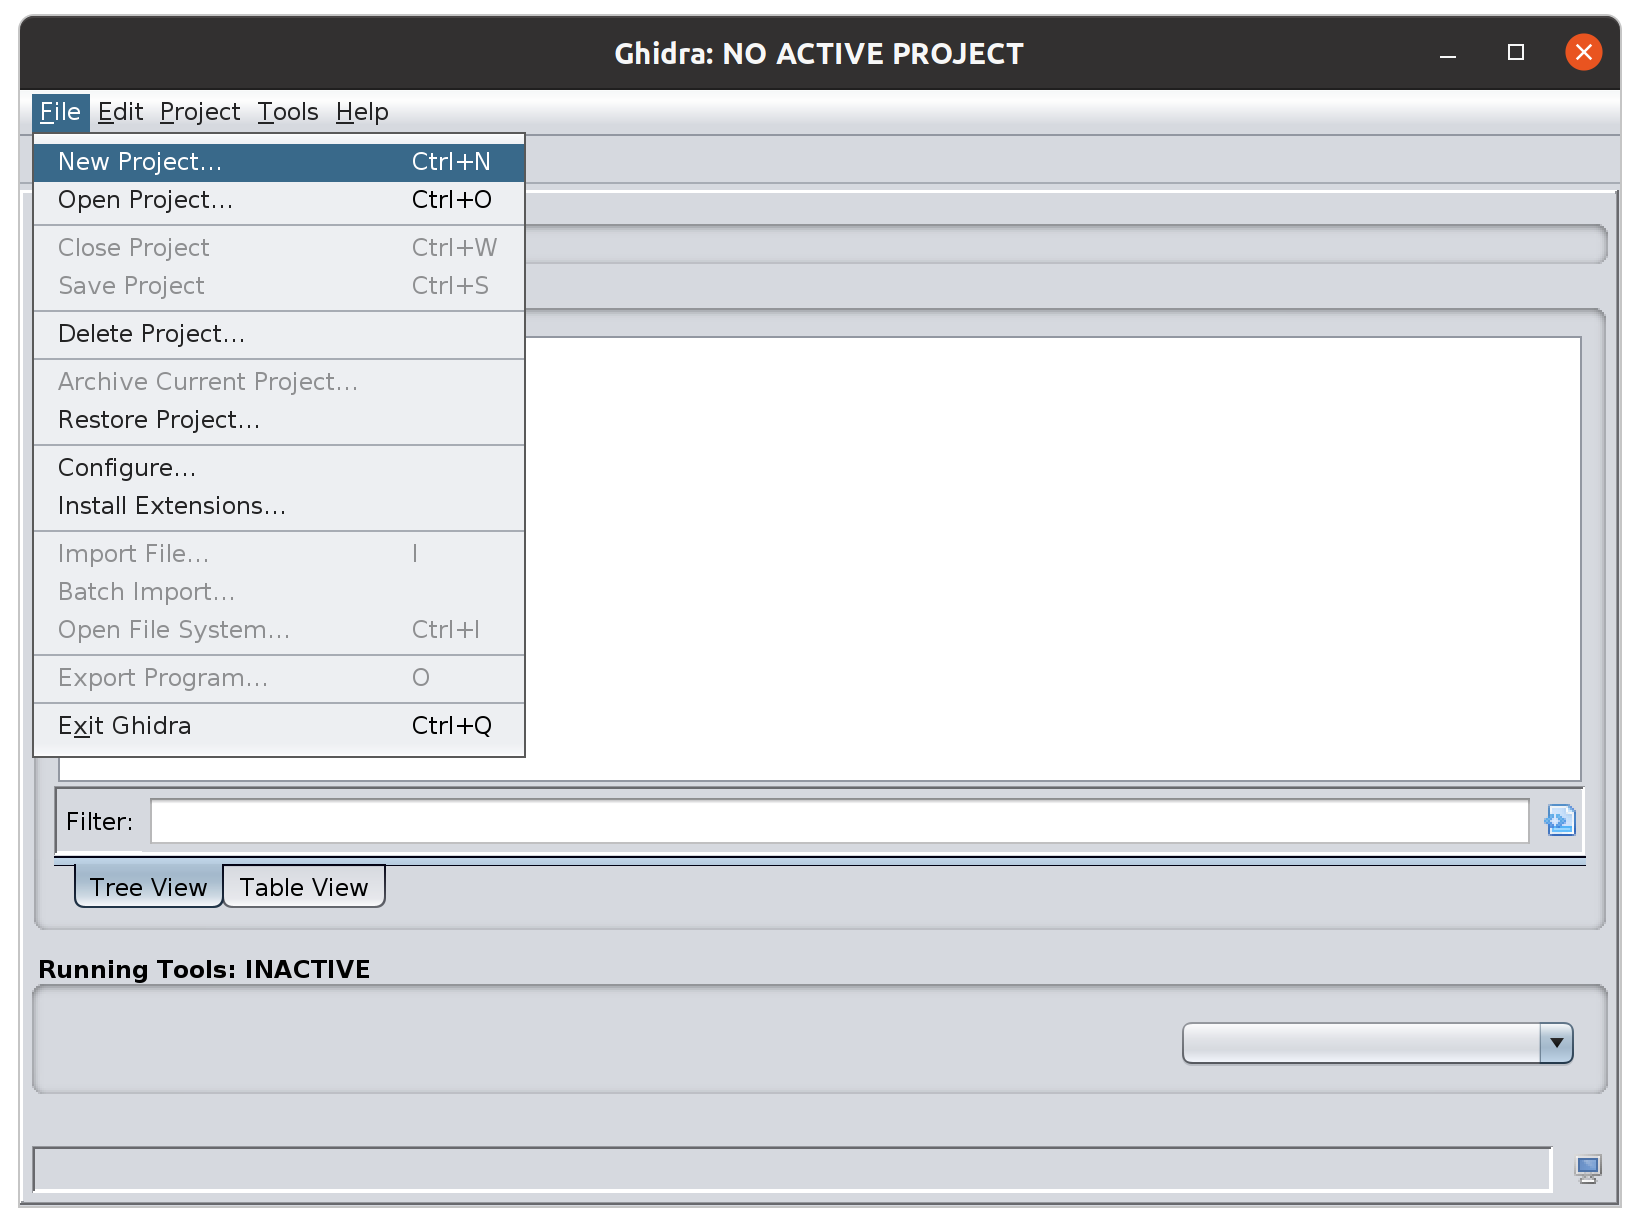 Ghidra: NO ACTIVE PROJECT
File Edit Project Tools Help
New Project... Ctrl+N
Open Project... Ctrl+O
Close Project Ctrl+W
Save Project Ctrl+S
Delete Project...
Archive Current Project...
Restore Project...
Configure...
Install Extensions...
Import File... I
Batch Import...
Open File System... Ctrl+I
Export Program... O
Exit Ghidra Ctrl+Q
Filter:
Tree View Table View
Running Tools: INACTIVE